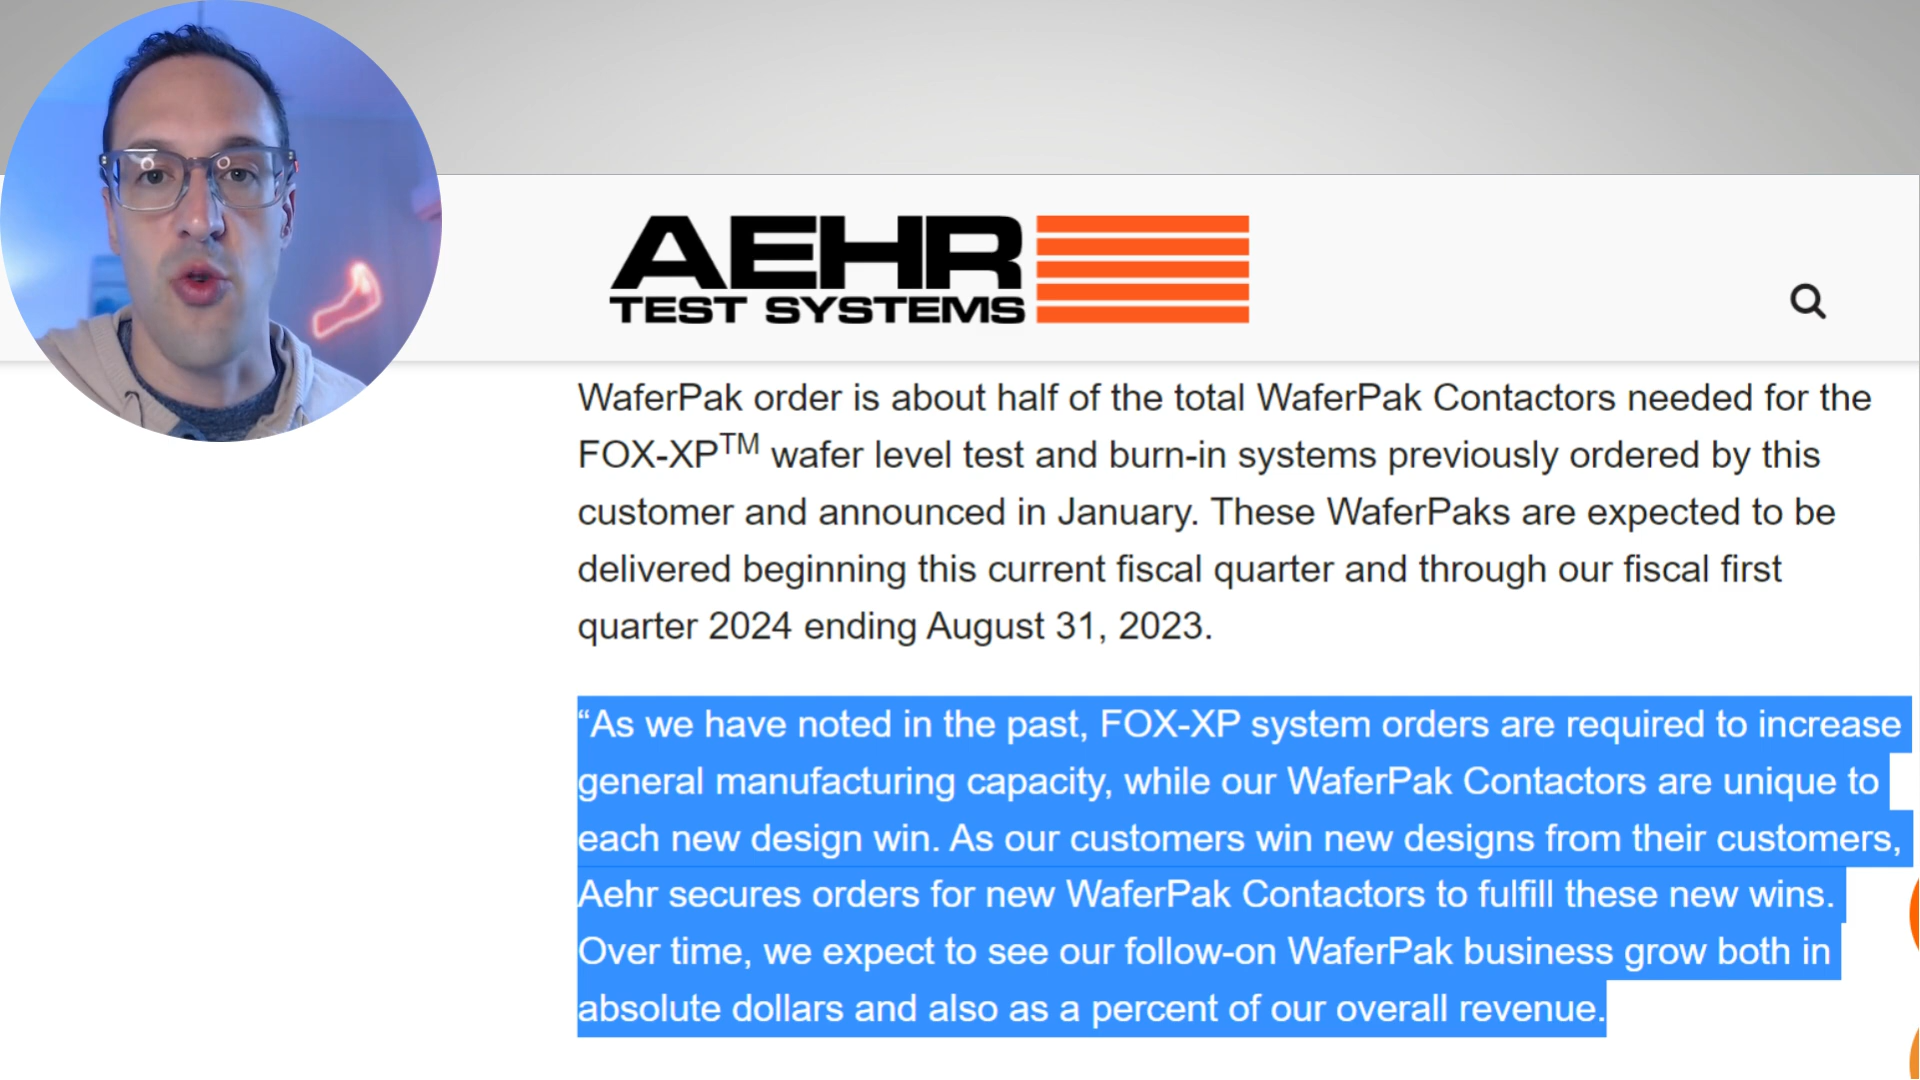 AEHR
TEST SYSTEMS
WaferPak order is about half of the total WaferPak Contactors needed for the
FOX-XPTM wafer level test and burn-in systems previously ordered by this
customer and announced in January. These WaferPaks are expected to be
delivered beginning this current fiscal quarter and through our fiscal first
quarter 2024 ending August 31, 2023.
“As we have noted in the past, FOX-XP system orders are required to increase
general manufacturing capacity, while our WaferPak Contactors are unique to
each new design win. As our customers win new designs from their customers,
Aehr secures orders for new WaferPak Contactors to fulfill these new wins.
Over time, we expect to see our follow-on WaferPak business grow both in
absolute dollars and also as a percent of our overall revenue.